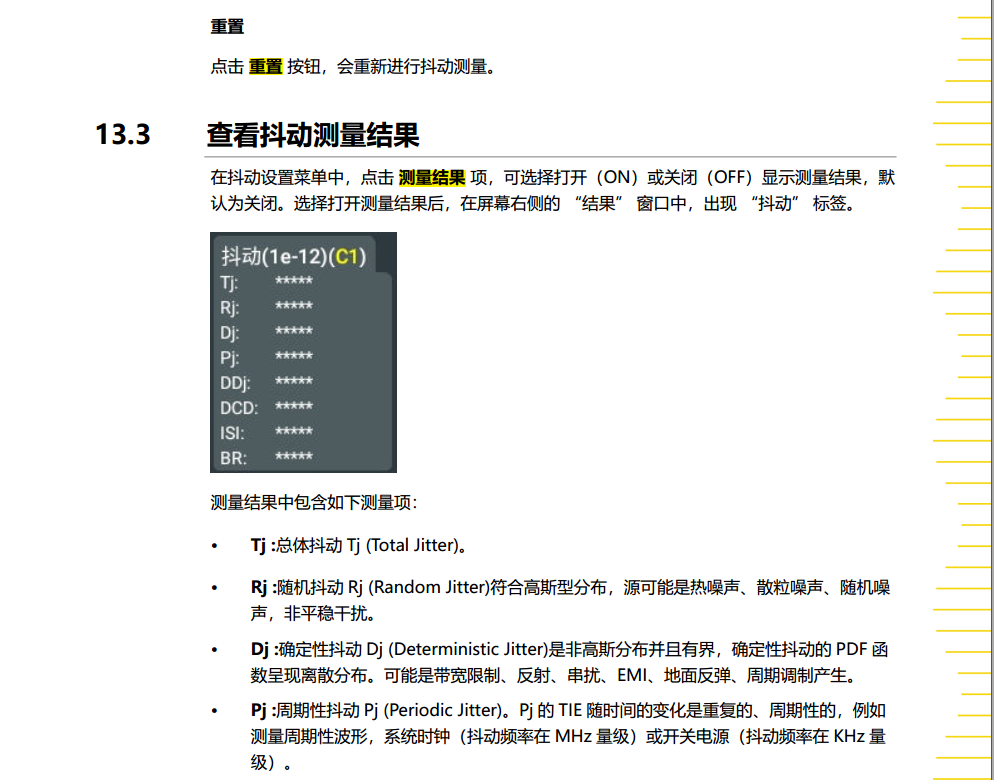 重置
点击 重置 按钮，会重新进行抖动测量。
13.3 查看抖动测量结果
在抖动设置菜单中，点击 测量结果 项，可选择打开（ON）或关闭（OFF）显示测量结果，默
认为关闭。选择打开测量结果后，在屏幕右侧的 “结果” 窗口中，出现 “抖动” 标签。
抖动(1e-12)(C1)
Tj: *****
Rj: *****
Dj: *****
Pj: *****
DDj: *****
DCD: *****
ISI: *****
BR: *****
测量结果中包含如下测量项：
• Tj :总体抖动 Tj (Total Jitter)。
• Rj :随机抖动 Rj (Random Jitter)符合高斯型分布，源可能是热噪声、散粒噪声、随机噪
声，非平稳干扰。
• Dj :确定性抖动 Dj (Deterministic Jitter)是非高斯分布并且有界，确定性抖动的 PDF 函
数呈现离散分布。可能是带宽限制、反射、串扰、EMI、地面反弹、周期调制产生。
• Pj :周期性抖动 Pj (Periodic Jitter)。Pj 的 TIE 随时间的变化是重复的、周期性的，例如
测量周期性波形，系统时钟（抖动频率在 MHz 量级）或开关电源（抖动频率在 KHz 量
级）。